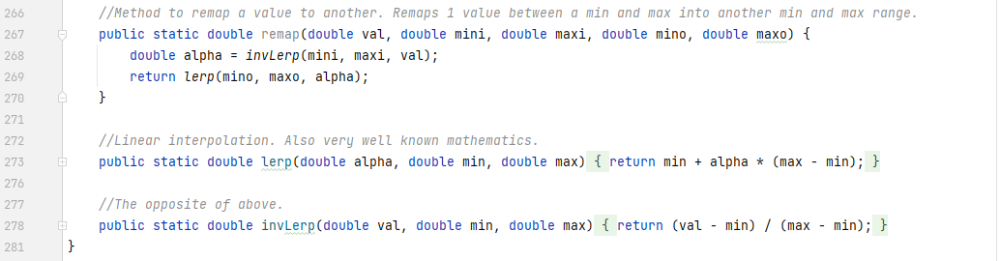 266 //Method to remap a value to another. Remaps 1 value between a min and max into another min and max range.
267 public static double remap(double val, double mini, double maxi, double mino, double maxo) {
268 double alpha = invLerp(mini, maxi, val);
269 return lerp(mino, maxo, alpha);
270 }
271
272 //Linear interpolation. Also very well known mathematics.
273 public static double lerp(double alpha, double min, double max) { return min + alpha * (max - min); }
276
277 //The opposite of above.
278 public static double invLerp(double val, double min, double max) { return (val - min) / (max - min); }
281 }